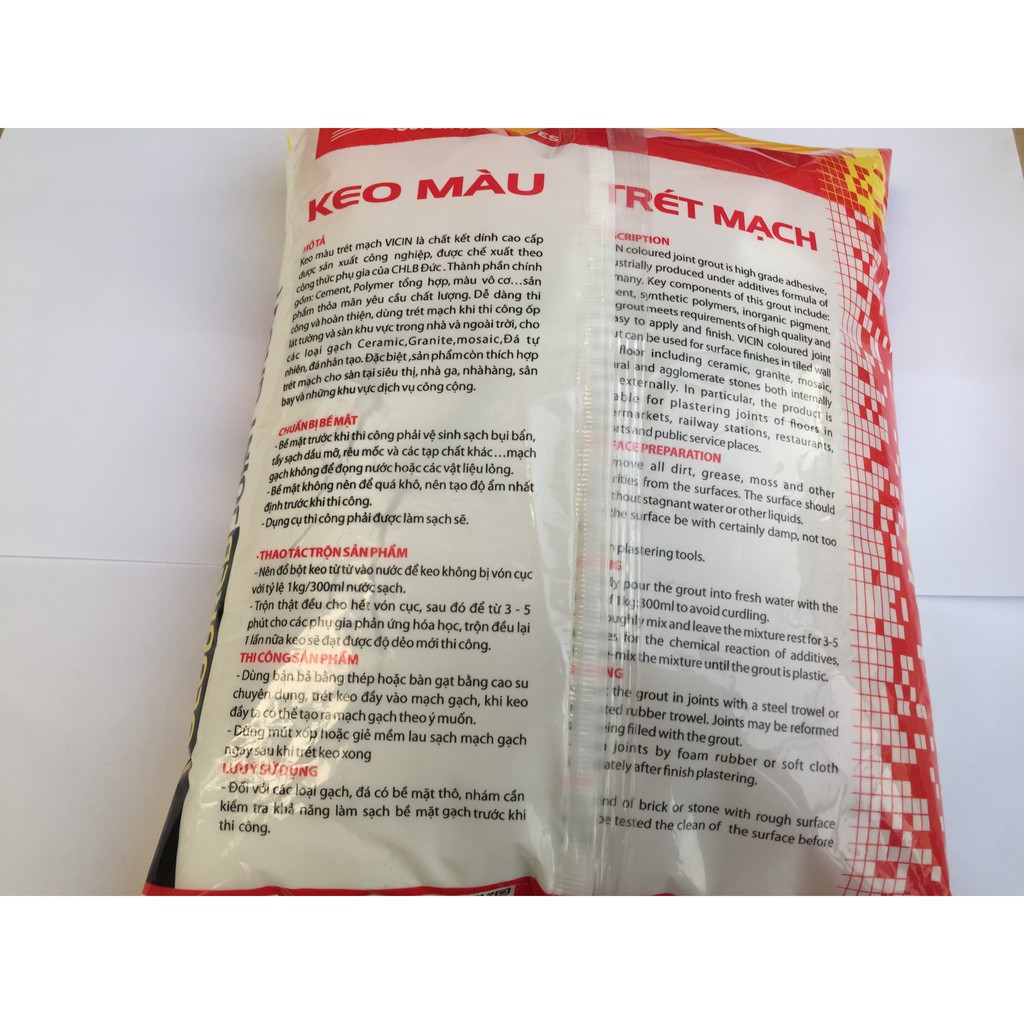 KEO MÀU TRÉT MẠCH
MÔ TẢ
Keo màu trét mạch VICIN là chất kết dính cao cấp
được sản xuất công nghiệp, được chế xuất theo
công thức phụ gia của CHLB Đức . Thành phần chính
gồm: Cement, Polymer tổng hợp, màu vô cơ...sản
phẩm thỏa mãn yêu cầu chất lượng. Dễ dàng thi
công và hoàn thiện, dùng trét mạch khi thi công ốp
lát tường và sàn khu vực trong nhà và ngoài trời, cho
các loại gạch Ceramic,Granite,mosaic,Đá tự
nhiên, đá nhân tạo. Đặc biệt ,sản phẩm còn thích hợp
trét mạch cho sàn tại siêu thị, nhà ga, nhà hàng, sân
bay và những khu vực dịch vụ công cộng.
CHUẨN BỊ BỀ MẶT
- Bề mặt trước khi thi công phải vệ sinh sạch bụi bẩn,
tẩy sạch dầu mỡ, rêu mốc và các tạp chất khác...mạch
gạch không để đọng nước hoặc các vật liệu lỏng.
- Bề mặt không nên để quá khô, nên tạo độ ẩm nhất
định trước khi thi công.
- Dụng cụ thi công phải được làm sạch sẽ.
• THAO TÁC TRỘN SẢN PHẨM
- Nên đổ bột keo từ từ vào nước để keo không bị vón cục
với tỷ lệ 1kg/300ml nước sạch.
- Trộn thật đều cho hết vón cục, sau đó để từ 3 - 5
phút cho các phụ gia phản ứng hóa học, trộn đều lại
1 lần nữa keo sẽ đạt được độ dẻo mới thi công.
THI CÔNG SẢN PHẨM
- Dùng bàn bả bằng thép hoặc bàn gạt bằng cao su
chuyên dụng, trét keo đầy vào mạch gạch, khi keo
đầy ta có thể tạo ra mạch gạch theo ý muốn.
- Dùng mút xốp hoặc giẻ mềm lau sạch mạch gạch
ngay sau khi trét keo xong
LƯU Ý SỬ DỤNG
- Đối với các loại gạch, đá có bề mặt thô, nhám cần
kiểm tra khả năng làm sạch bề mặt gạch trước khi
thi công.
coloured joint grout is high grade adhesive,
produced under additives formula of
Key components of this grout include:
synthetic polymers, inorganic pigment.
grout meets requirements of high quality and
to apply and finish. VICIN coloured joint
can be used for surface finishes in tiled wall
floor including ceramic, granite, mosaic,
and agglomerate stones both internally
externally. In particular, the product is
for plastering joints of floors in
railway stations, restaurants,
and public service places.
PREPARATION
all dirt, grease, moss and other
from the surfaces. The surface should
stagnant water or other liquids.
the surface be with certainly damp, not too
plastering tools.
pour the grout into fresh water with the
1kg:300ml to avoid curdling.
mix and leave the mixture rest for 3-5
for the chemical reaction of additives,
the mixture until the grout is plastic.
the grout in joints with a steel trowel or
rubber trowel. Joints may be reformed
filled with the grout.
joints by foam rubber or soft cloth
after finish plastering.
of brick or stone with rough surface
be tested the clean of the surface before